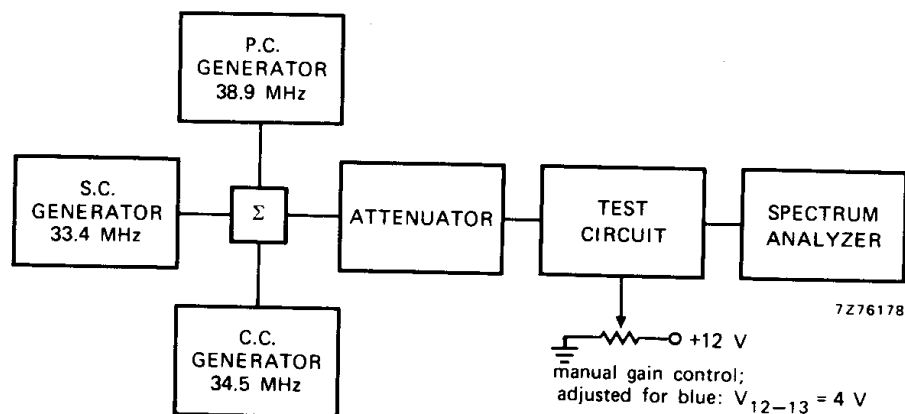 P.C.
GENERATOR
38.9 MHz
S.C.
GENERATOR
33.4 MHz
Σ
ATTENUATOR
TEST
CIRCUIT
SPECTRUM
ANALYZER
C.C.
GENERATOR
34.5 MHz
7Z76178
+12 V
manual gain control;
adjusted for blue: V12–13 = 4 V